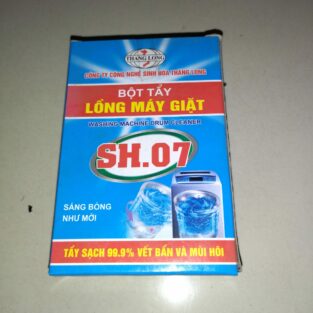 THANG LONG
CÔNG TY CÔNG NGHỆ SINH HÓA THĂNG LONG
BỘT TẨY
LỒNG MÁY GIẶT
WASHING MACHINE DRUM CLEANER
SH.07
SÁNG BÓNG
NHƯ MỚI
TẨY SẠCH 99.9% VẾT BẨN VÀ MÙI HÔI